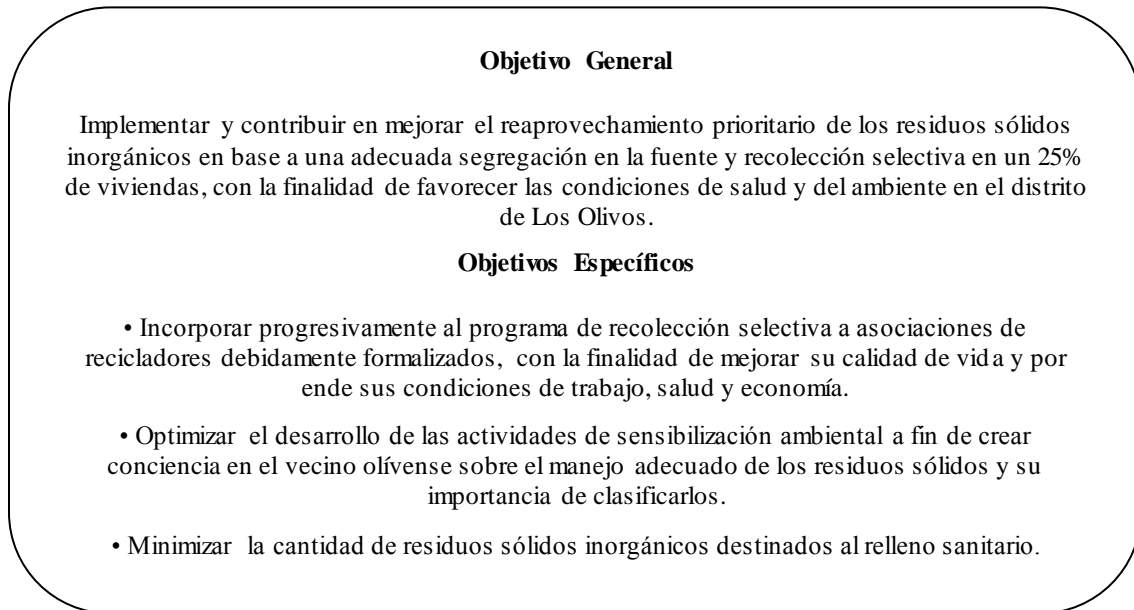 Objetivo General
Implementar y contribuir en mejorar el reaprovechamiento prioritario de los residuos sólidos
inorgánicos en base a una adecuada segregación en la fuente y recolección selectiva en un 25%
de viviendas, con la finalidad de favorecer las condiciones de salud y del ambiente en el distrito
de Los Olivos.
Objetivos Específicos
• Incorporar progresivamente al programa de recolección selectiva a asociaciones de
recicladores debidamente formalizados, con la finalidad de mejorar su calidad de vida y por
ende sus condiciones de trabajo, salud y economía.
• Optimizar el desarrollo de las actividades de sensibilización ambiental a fin de crear
conciencia en el vecino olívense sobre el manejo adecuado de los residuos sólidos y su
importancia de clasificarlos.
• Minimizar la cantidad de residuos sólidos inorgánicos destinados al relleno sanitario.